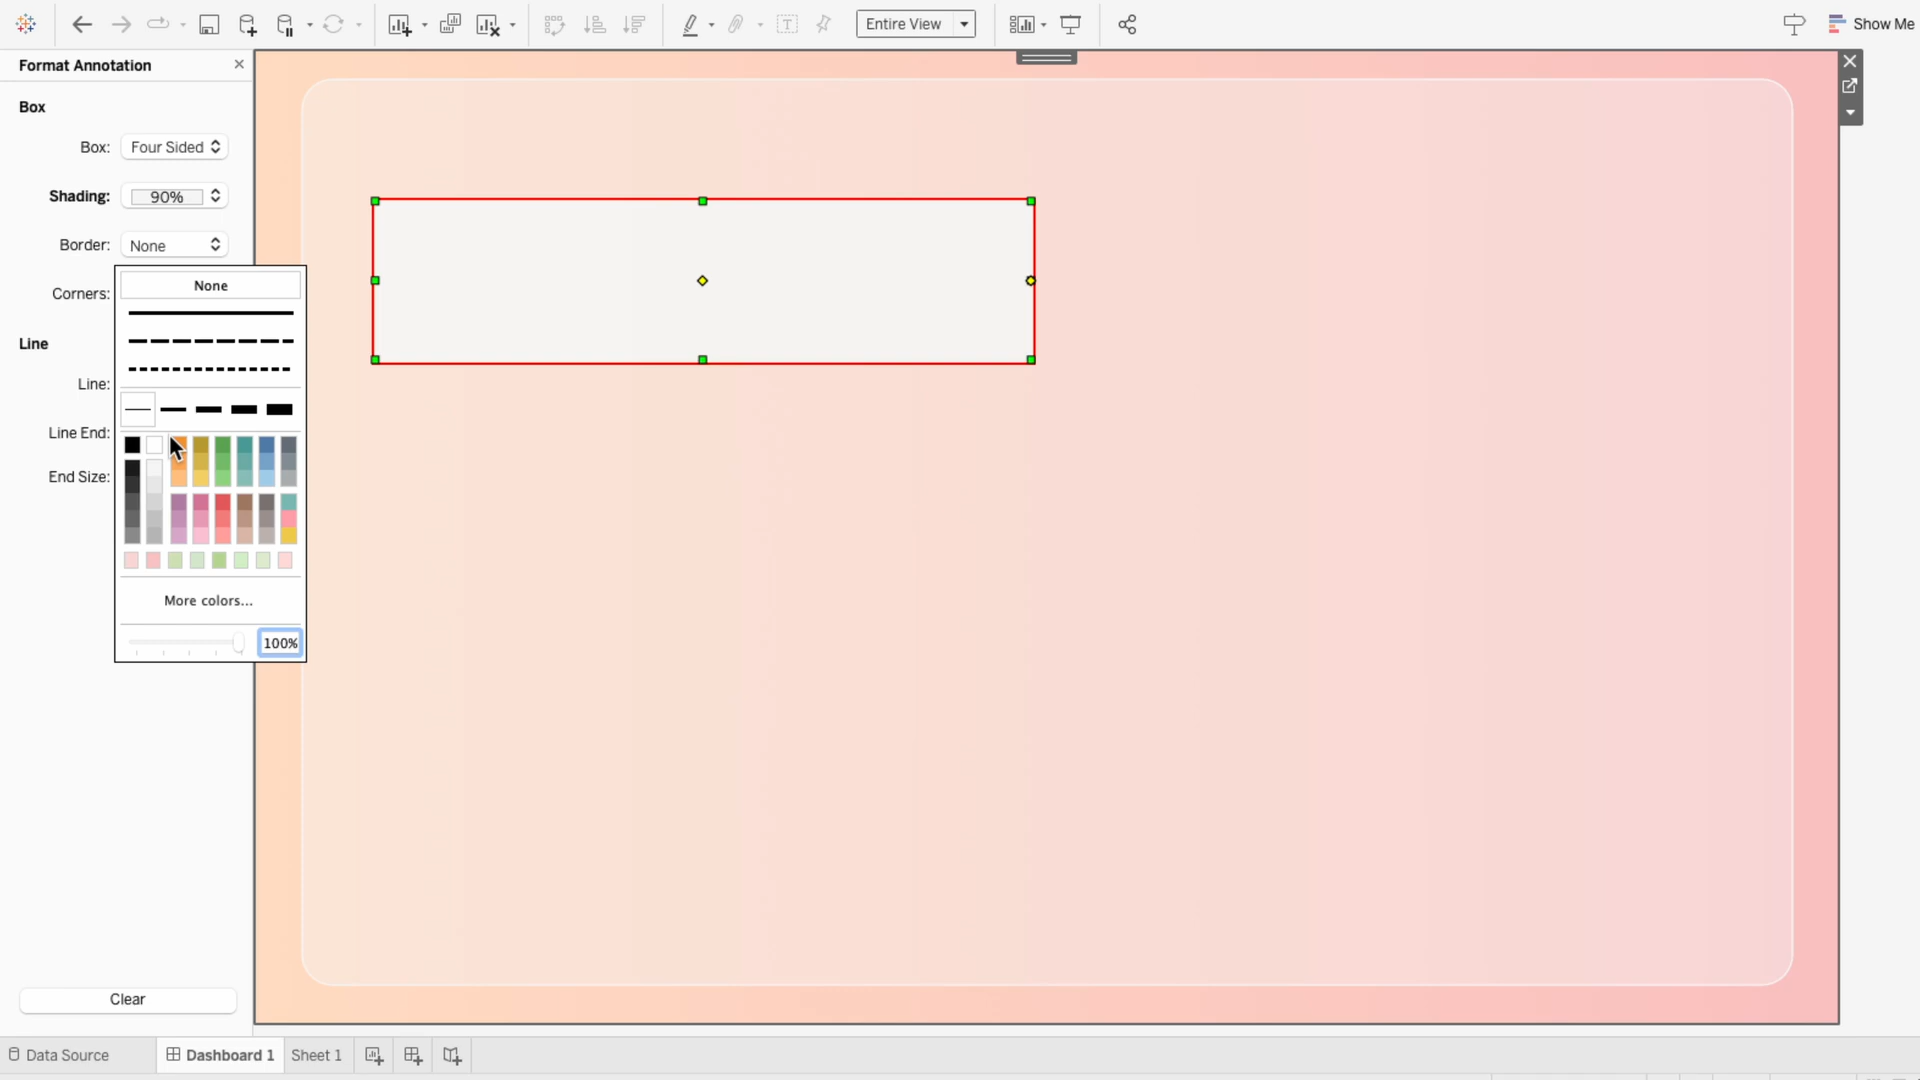 Entire View
Show Me
Format Annotation
Box
Box: Four Sided
Shading: 90%
Border: None
None
Corners:
Line
Line:
Line End:
End Size:
More colors...
100%
Clear
Data Source
Dashboard 1
Sheet 1